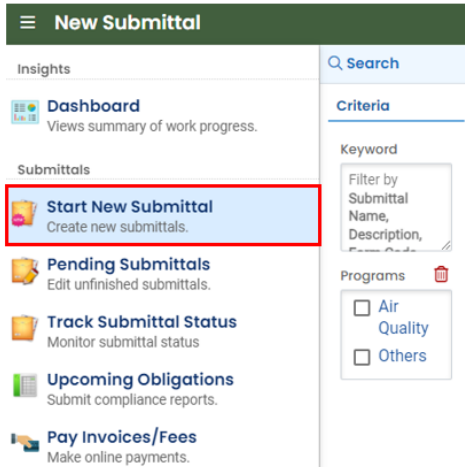 New Submittal
Insights
Dashboard
Views summary of work progress.
Submittals
Start New Submittal
Create new submittals.
Pending Submittals
Edit unfinished submittals.
Track Submittal Status
Monitor submittal status
Upcoming Obligations
Submit compliance reports.
Pay Invoices/Fees
Make online payments.
Search
Criteria
Keyword
Filter by
Submittal
Name,
Description,
Form Code
Programs
Air
Quality
Others